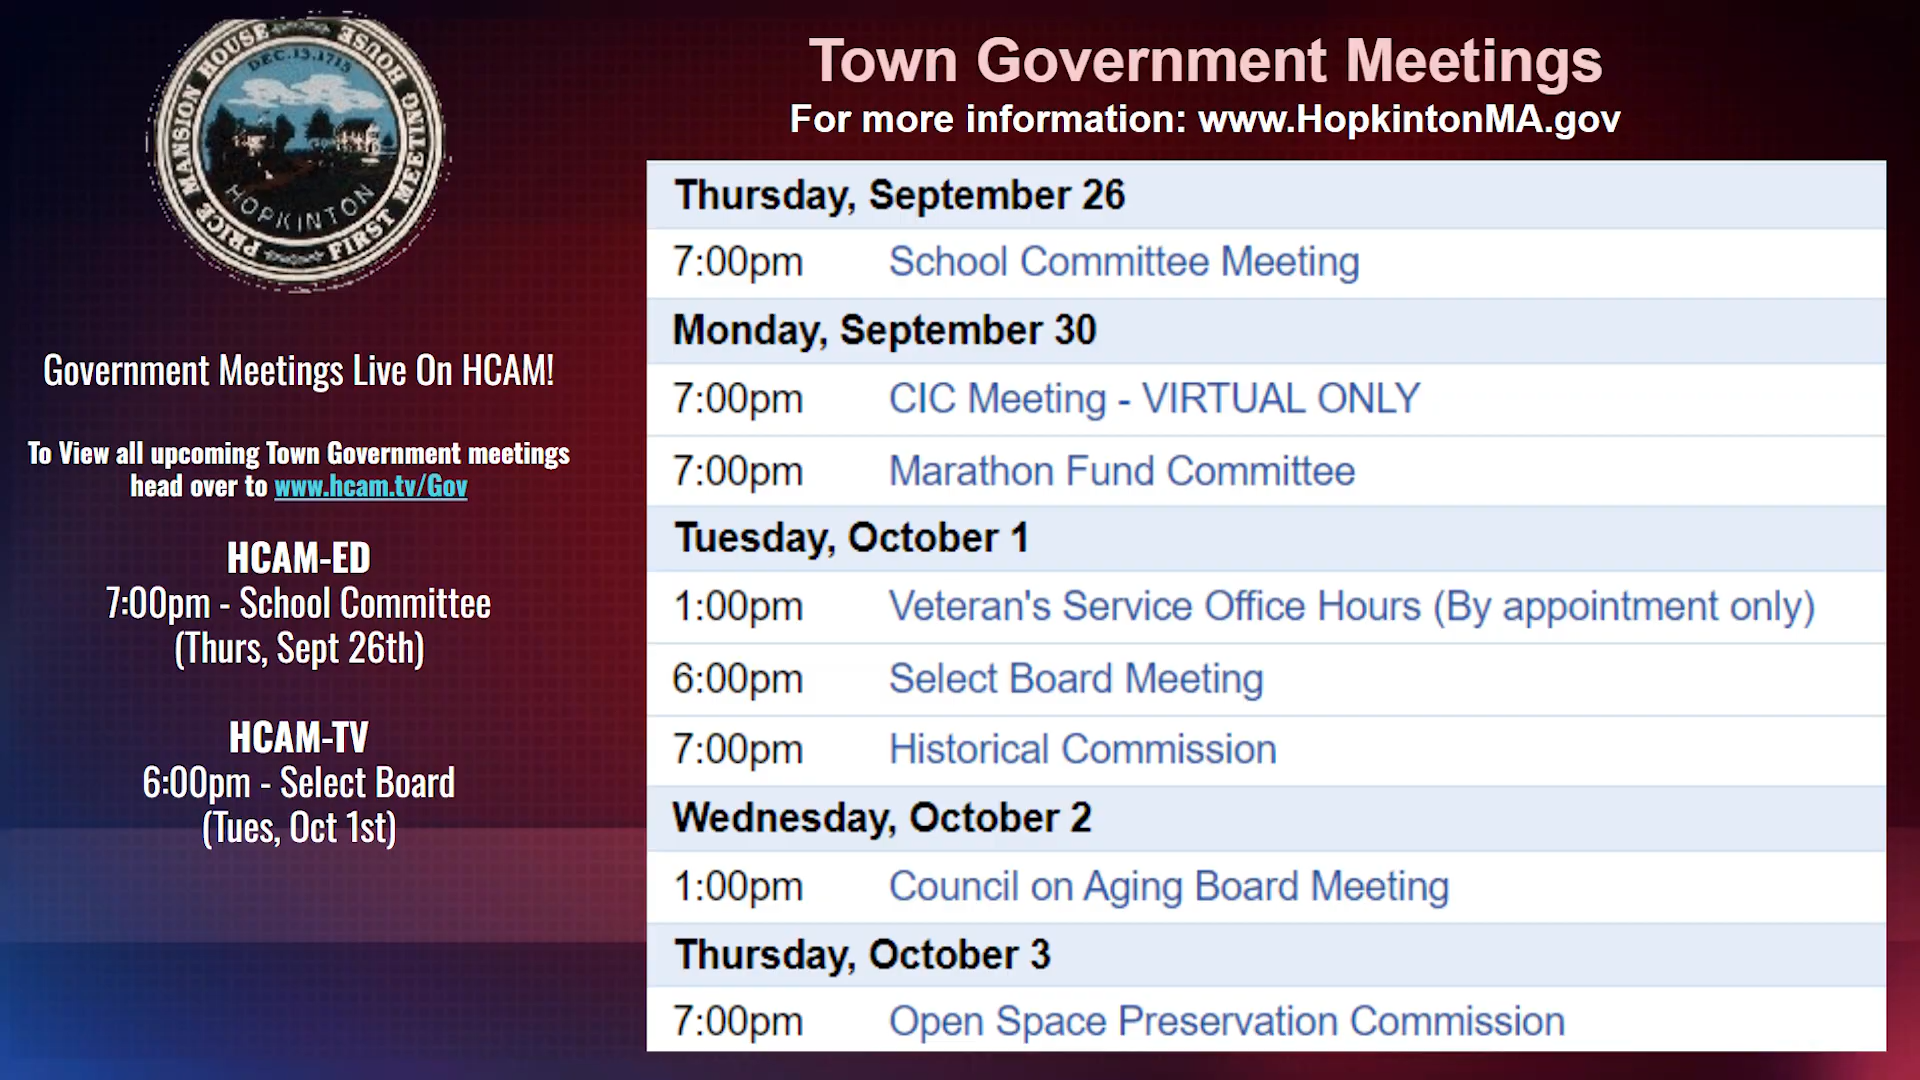 PRICE MANSION HOUSE FIRST MEETING HOUSE
DEC.13.1715
HOPKINTON
Government Meetings Live On HCAM!
To View all upcoming Town Government meetings
head over to www.hcam.tv/Gov
HCAM-ED
7:00pm - School Committee
(Thurs, Sept 26th)
HCAM-TV
6:00pm - Select Board
(Tues, Oct 1st)
Town Government Meetings
For more information: www.HopkintonMA.gov
Thursday, September 26
7:00pm School Committee Meeting
Monday, September 30
7:00pm CIC Meeting - VIRTUAL ONLY
7:00pm Marathon Fund Committee
Tuesday, October 1
1:00pm Veteran's Service Office Hours (By appointment only)
6:00pm Select Board Meeting
7:00pm Historical Commission
Wednesday, October 2
1:00pm Council on Aging Board Meeting
Thursday, October 3
7:00pm Open Space Preservation Commission